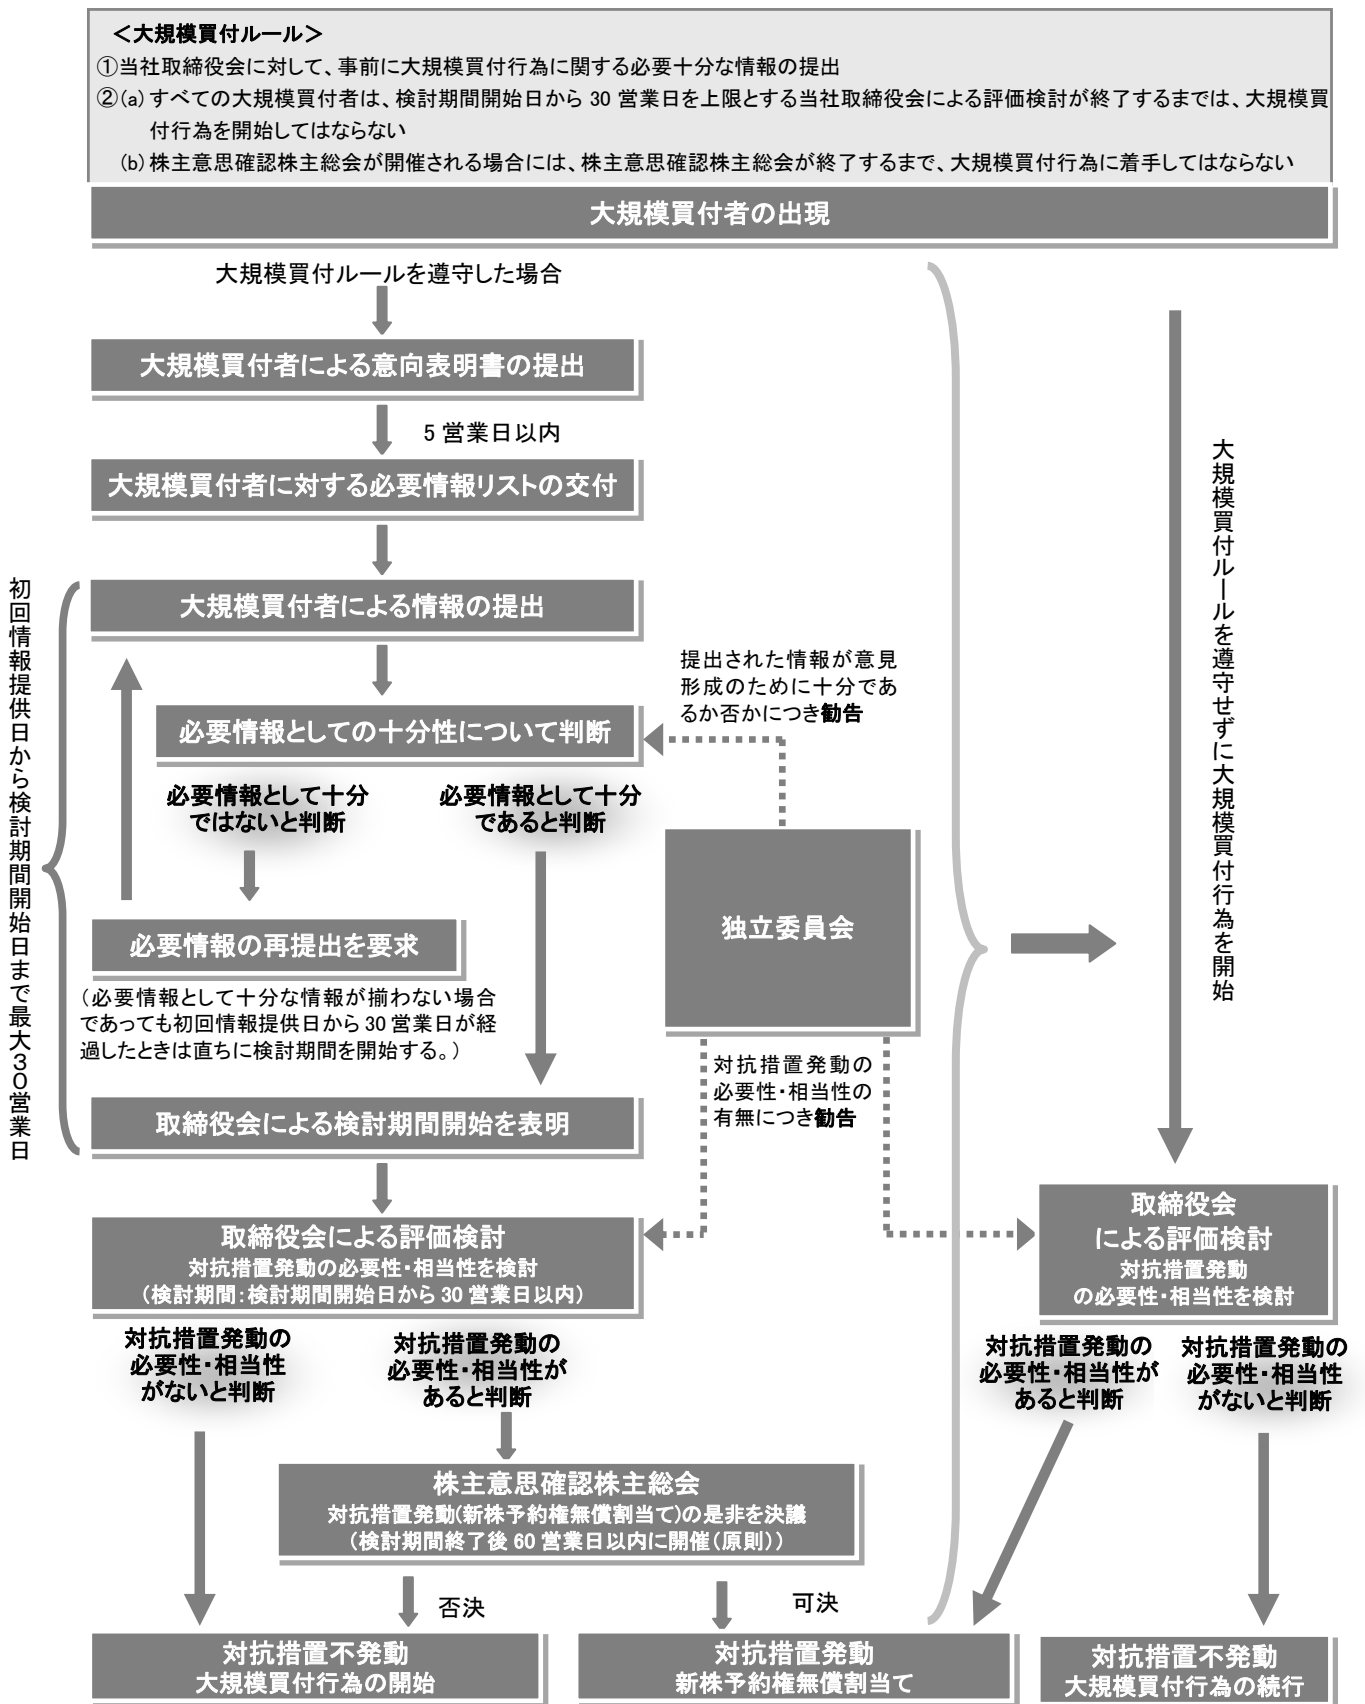 ＜大規模買付ルール＞
①当社取締役会に対して、事前に大規模買付行為に関する必要十分な情報の提出
②(a) すべての大規模買付者は、検討期間開始日から 30 営業日を上限とする当社取締役会による評価検討が終了するまでは、大規模買
付行為を開始してはならない
(b) 株主意思確認株主総会が開催される場合には、株主意思確認株主総会が終了するまで、大規模買付行為に着手してはならない
大規模買付者の出現
大規模買付ルールを遵守した場合
大規模買付者による意向表明書の提出
5 営業日以内
大規模買付者に対する必要情報リストの交付
大規模買付者による情報の提出
初回情報提供日から検討期間開始日まで最大30営業日
提出された情報が意見
形成のために十分であ
るか否かにつき勧告
必要情報としての十分性について判断
必要情報として十分
ではないと判断
必要情報として十分
であると判断
独立委員会
大規模買付ルールを遵守せずに大規模買付行為を開始
必要情報の再提出を要求
（必要情報として十分な情報が揃わない場合
であっても初回情報提供日から 30 営業日が経
過したときは直ちに検討期間を開始する。）
対抗措置発動の
必要性・相当性の
有無につき勧告
取締役会による検討期間開始を表明
取締役会による評価検討
対抗措置発動の必要性・相当性を検討
（検討期間：検討期間開始日から 30 営業日以内）
取締役会
による評価検討
対抗措置発動
の必要性・相当性を検討
対抗措置発動の
必要性・相当性
がないと判断
対抗措置発動の
必要性・相当性が
あると判断
対抗措置発動の
必要性・相当性が
あると判断
対抗措置発動の
必要性・相当性
がないと判断
株主意思確認株主総会
対抗措置発動(新株予約権無償割当て)の是非を決議
（検討期間終了後 60 営業日以内に開催（原則））
否決
可決
対抗措置不発動
大規模買付行為の開始
対抗措置発動
新株予約権無償割当て
対抗措置不発動
大規模買付行為の続行